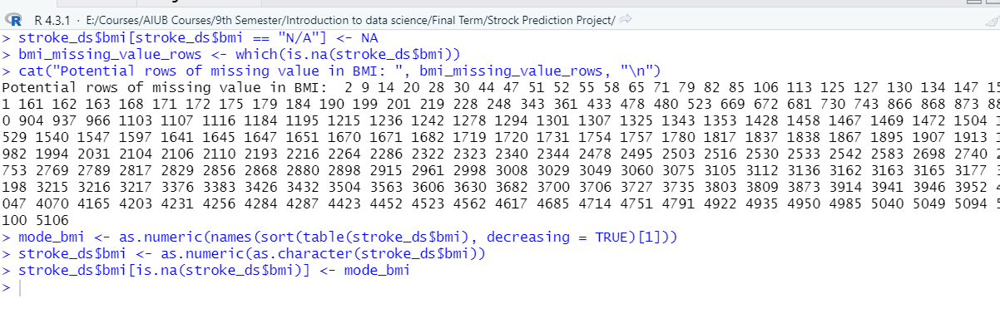 R 4.3.1 · E:/Courses/AIUB Courses/9th Semester/Introduction to data science/Final Term/Strock Prediction Project/
> stroke_ds$bmi[stroke_ds$bmi == "N/A"] <- NA
> bmi_missing_value_rows <- which(is.na(stroke_ds$bmi))
> cat("Potential rows of missing value in BMI: ", bmi_missing_value_rows, "\n")
Potential rows of missing value in BMI:  2 9 14 20 28 30 44 47 51 52 55 58 65 71 79 82 85 106 113 125 127 130 134 147 15
1 161 162 163 168 171 172 175 179 184 190 199 201 219 228 248 343 361 433 478 480 523 669 672 681 730 743 866 868 873 88
0 904 937 966 1103 1107 1116 1184 1195 1215 1236 1242 1278 1294 1301 1307 1325 1343 1353 1428 1458 1467 1469 1472 1504 1
529 1540 1547 1597 1641 1645 1647 1651 1670 1671 1682 1719 1720 1731 1754 1757 1780 1817 1837 1838 1867 1895 1907 1913 1
982 1994 2031 2104 2106 2110 2193 2216 2264 2286 2322 2323 2340 2344 2478 2495 2503 2516 2530 2533 2542 2583 2698 2740 2
753 2769 2789 2817 2829 2856 2868 2880 2898 2915 2961 2998 3008 3029 3049 3060 3075 3105 3112 3136 3162 3163 3165 3177 3
198 3215 3216 3217 3376 3383 3426 3432 3504 3563 3606 3630 3682 3700 3706 3727 3735 3803 3809 3873 3914 3941 3946 3952 4
047 4070 4165 4203 4231 4256 4284 4287 4423 4452 4523 4562 4617 4685 4714 4751 4791 4922 4935 4950 4985 5040 5049 5094 5
100 5106
> mode_bmi <- as.numeric(names(sort(table(stroke_ds$bmi), decreasing = TRUE)[1]))
> stroke_ds$bmi <- as.numeric(as.character(stroke_ds$bmi))
> stroke_ds$bmi[is.na(stroke_ds$bmi)] <- mode_bmi
>